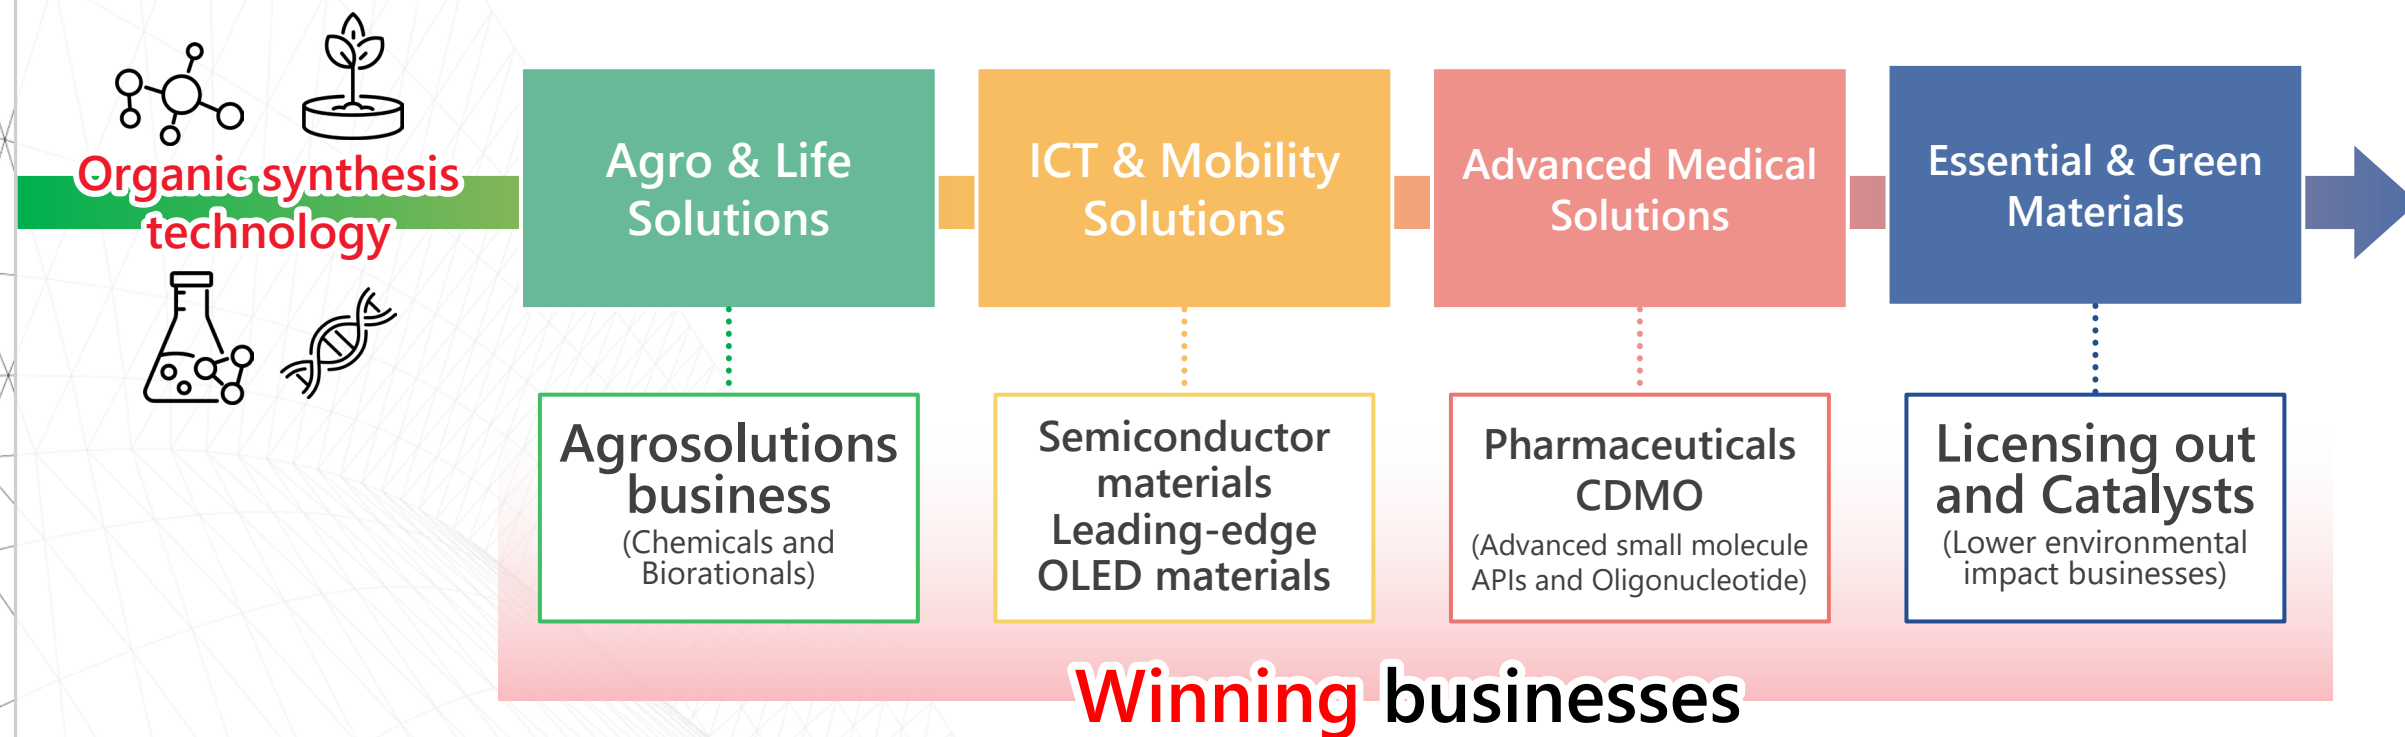 Organic synthesis
technology
Agro & Life
Solutions
ICT & Mobility
Solutions
Advanced Medical
Solutions
Essential & Green
Materials
Agrosolutions
business
(Chemicals and
Biorationals)
Semiconductor
materials
Leading-edge
OLED materials
Pharmaceuticals
CDMO
(Advanced small molecule
APIs and Oligonucleotide)
Licensing out
and Catalysts
(Lower environmental
impact businesses)
Winning businesses